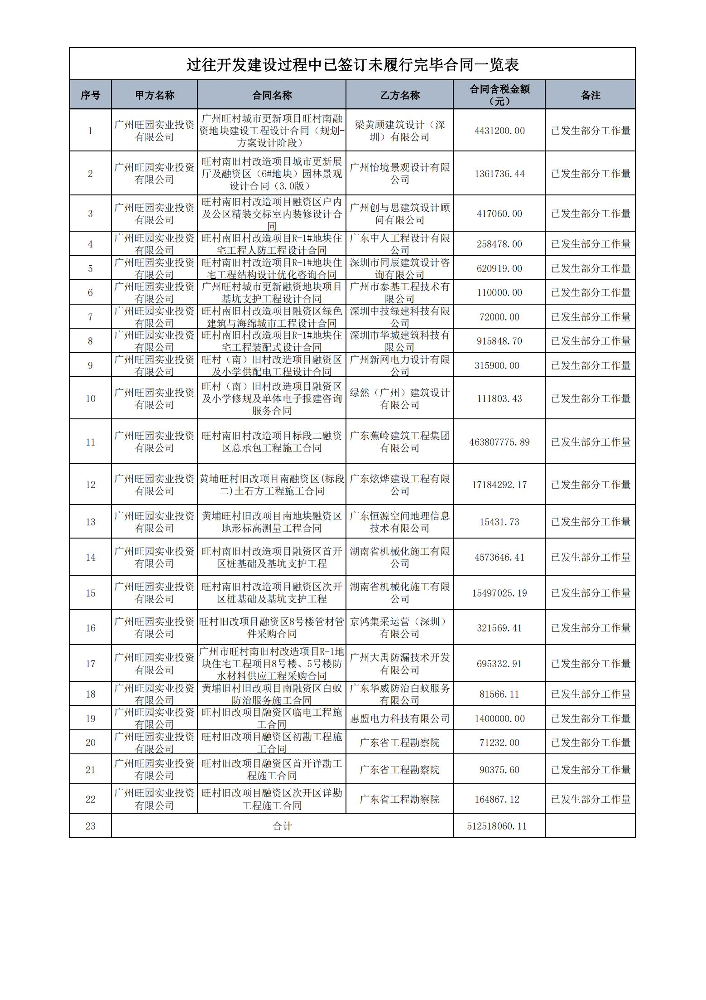 过往开发建设过程中已签订未履行完毕合同一览表
序号 甲方名称 合同名称 乙方名称 合同含税金额（元） 备注
1 广州旺园实业投资有限公司 广州旺村城市更新项目旺村南融资地块建设工程设计合同（规划-方案设计阶段） 梁黄顾建筑设计（深圳）有限公司 4431200.00 已发生部分工作量
2 广州旺园实业投资有限公司 旺村南旧村改造项目城市更新展厅及融资区（6#地块）园林景观设计合同（3.0版） 广州怡境景观设计有限公司 1361736.44 已发生部分工作量
3 广州旺园实业投资有限公司 旺村南旧村改造项目融资区户内及公区精装交标室内装修设计合同 广州创与思建筑设计顾问有限公司 417060.00 已发生部分工作量
4 广州旺园实业投资有限公司 旺村南旧村改造项目R-1#地块住宅工程人防工程设计合同 广东中人工程设计有限公司 258478.00 已发生部分工作量
5 广州旺园实业投资有限公司 旺村南旧村改造项目R-1#地块住宅工程结构设计优化咨询合同 深圳市同辰建筑设计咨询有限公司 620919.00 已发生部分工作量
6 广州旺园实业投资有限公司 广州旺村城市更新融资地块项目基坑支护工程设计合同 广州市泰基工程技术有限公司 110000.00 已发生部分工作量
7 广州旺园实业投资有限公司 旺村南旧村改造项目融资区绿色建筑与海绵城市工程设计合同 深圳中技绿建科技有限公司 72000.00 已发生部分工作量
8 广州旺园实业投资有限公司 旺村南旧村改造项目R-1#地块住宅工程装配式设计合同 深圳市华城建筑科技有限公司 915848.70 已发生部分工作量
9 广州旺园实业投资有限公司 旺村（南）旧村改造项目融资区及小学供配电工程设计合同 广州新网电力设计有限公司 315900.00 已发生部分工作量
10 广州旺园实业投资有限公司 旺村（南）旧村改造项目融资区及小学修规及单体电子报建咨询服务合同 绿然（广州）建筑设计有限公司 111803.43 已发生部分工作量
11 广州旺园实业投资有限公司 旺村南旧村改造项目标段二融资区总承包工程施工合同 广东蕉岭建筑工程集团有限公司 463807775.89 已发生部分工作量
12 广州旺园实业投资有限公司 黄埔旺村旧改项目南融资区(标段二)土石方工程施工合同 广东炫烨建设工程有限公司 17184292.17 已发生部分工作量
13 广州旺园实业投资有限公司 黄埔旺村旧改项目南地块融资区地形标高测量工程合同 广东恒源空间地理信息技术有限公司 15431.73 已发生部分工作量
14 广州旺园实业投资有限公司 旺村南旧村改造项目融资区首开区桩基础及基坑支护工程 湖南省机械化施工有限公司 4573646.41 已发生部分工作量
15 广州旺园实业投资有限公司 旺村南旧村改造项目融资区次开区桩基础及基坑支护工程 湖南省机械化施工有限公司 15497025.19 已发生部分工作量
16 广州旺园实业投资有限公司 旺村旧改项目融资区8号楼管材管件采购合同 京鸿集采运营（深圳）有限公司 321569.41 已发生部分工作量
17 广州旺园实业投资有限公司 广州市旺村南旧村改造项目R-1地块住宅工程项目8号楼、5号楼防水材料供应工程采购合同 广州大禹防漏技术开发有限公司 695332.91 已发生部分工作量
18 广州旺园实业投资有限公司 黄埔旧村旧改项目南融资区白蚁防治服务施工合同 广东华威防治白蚁服务有限公司 81566.11 已发生部分工作量
19 广州旺园实业投资有限公司 旺村旧改项目融资区临电工程施工合同 惠盟电力科技有限公司 1400000.00 已发生部分工作量
20 广州旺园实业投资有限公司 旺村旧改项目融资区初勘工程施工合同 广东省工程勘察院 71232.00 已发生部分工作量
21 广州旺园实业投资有限公司 旺村旧改项目融资区首开详勘工程施工合同 广东省工程勘察院 90375.60 已发生部分工作量
22 广州旺园实业投资有限公司 旺村旧改项目融资区次开区详勘工程施工合同 广东省工程勘察院 164867.12 已发生部分工作量
23 合计 512518060.11